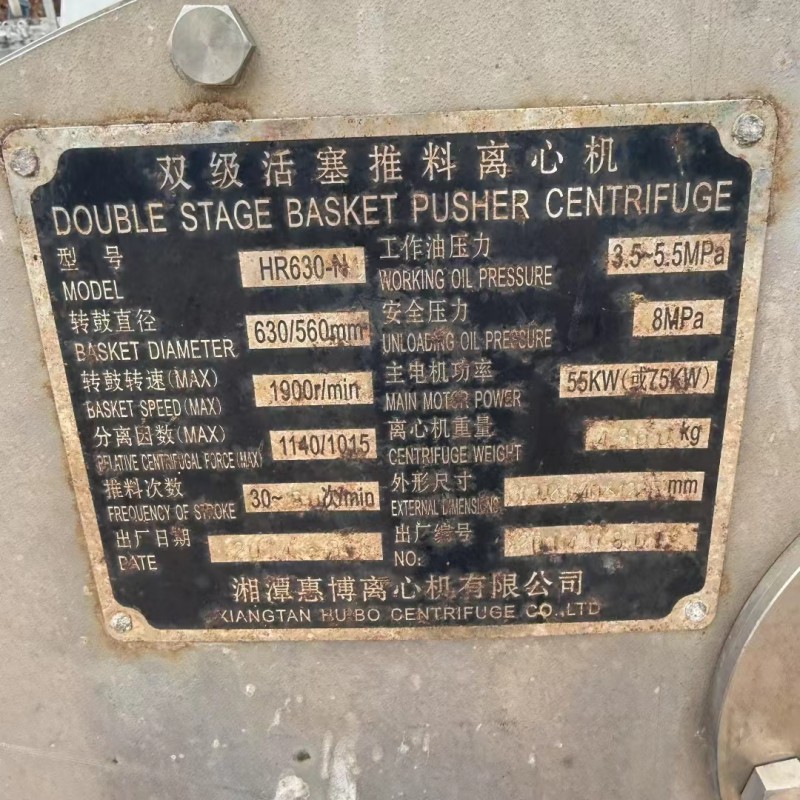 双级活塞推料离心机
DOUBLE STAGE BASKET PUSHER CENTRIFUGE
型号 HR630-N
MODEL
转鼓直径 630/560mm
BASKET DIAMETER
转鼓转速(MAX) 1900r/min
BASKET SPEED(MAX)
分离因数(MAX) 1140/1015
RELATIVE CENTRIFUGAL FORCE(MAX)
推料次数 30~ 次/min
FREQUENCY OF STROKE
出厂日期
DATE
工作油压力 3.5~5.5MPa
WORKING OIL PRESSURE
安全压力 8MPa
UNLOADING OIL PRESSURE
主电机功率 55KW(或75KW)
MAIN MOTOR POWER
离心机重量 kg
CENTRIFUGE WEIGHT
外形尺寸 mm
EXTERNAL DIMENSIONS
出厂编号
NO:
湘潭惠博离心机有限公司
XIANGTAN HUIBO CENTRIFUGE CO.,LTD